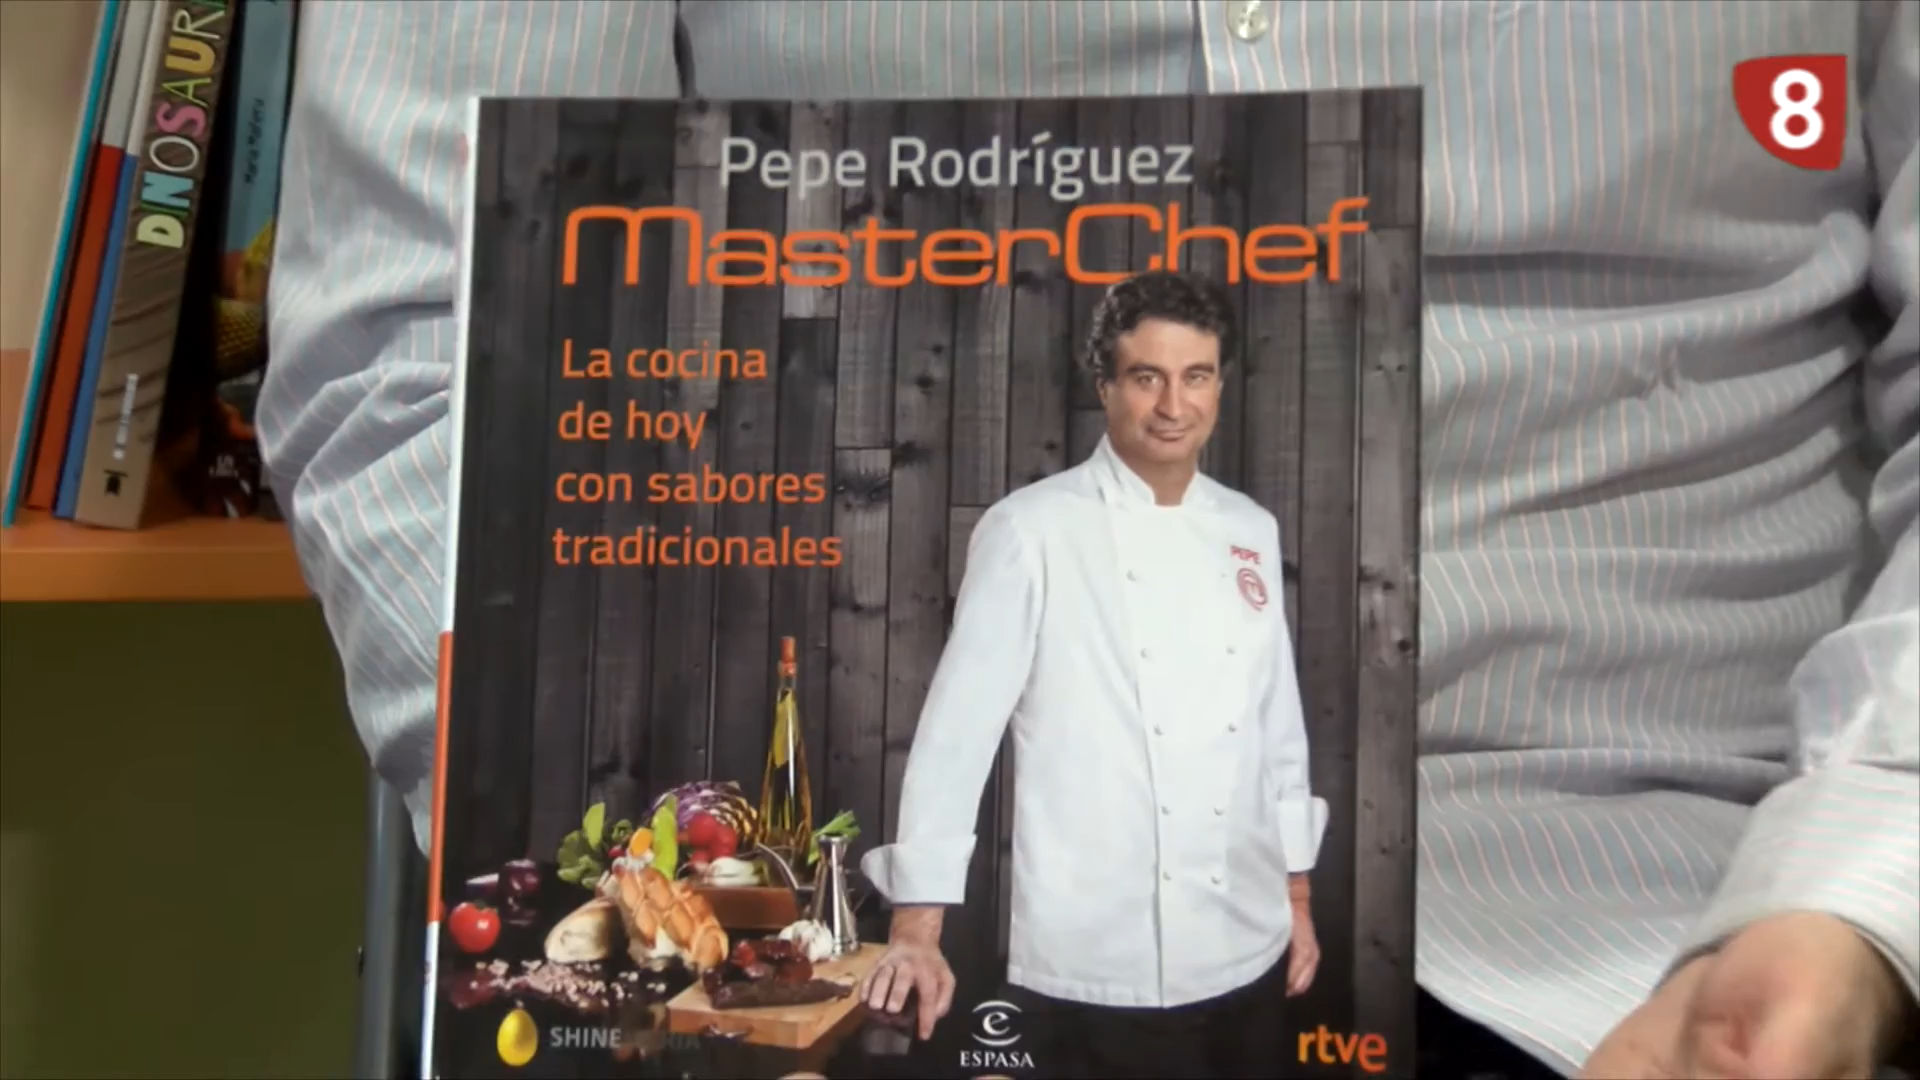 DINOSAUR
8
Pepe Rodríguez
MasterChef
La cocina
de hoy
con sabores
tradicionales
PEPE
SHINE
e
ESPASA
rtve